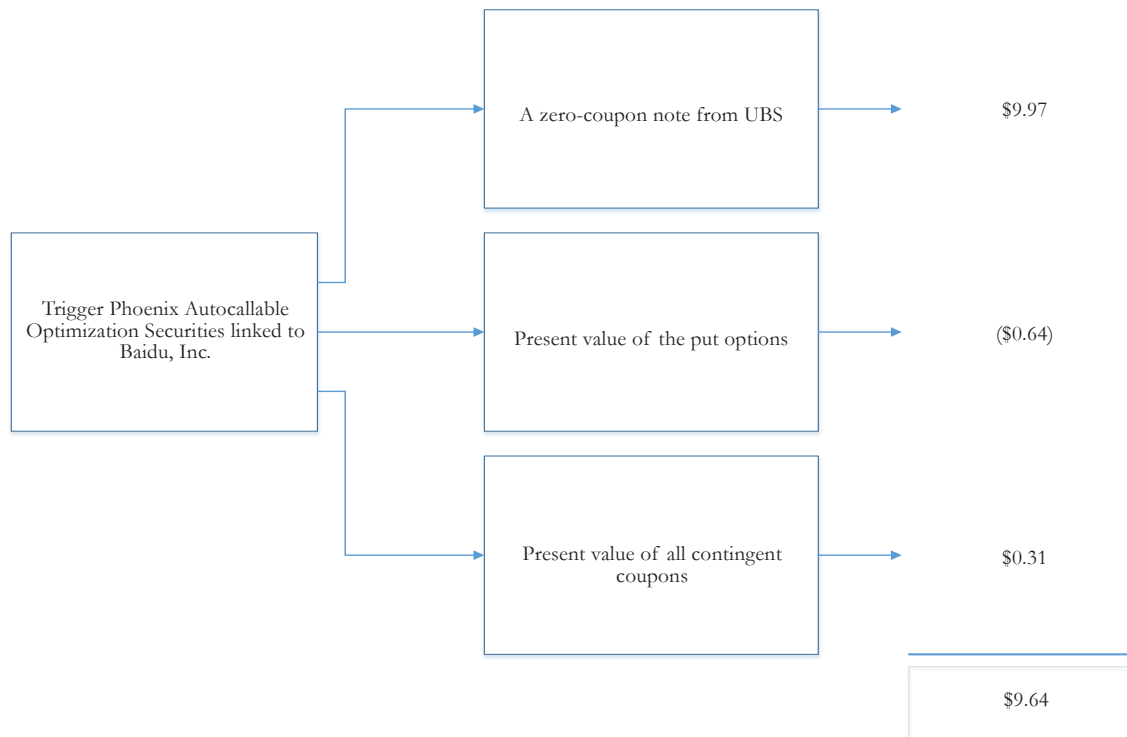 A zero-coupon note from UBS
$9.97
Trigger Phoenix Autocallable
Optimization Securities linked to
Baidu, Inc.
Present value of the put options
($0.64)
Present value of all contingent
coupons
$0.31
$9.64